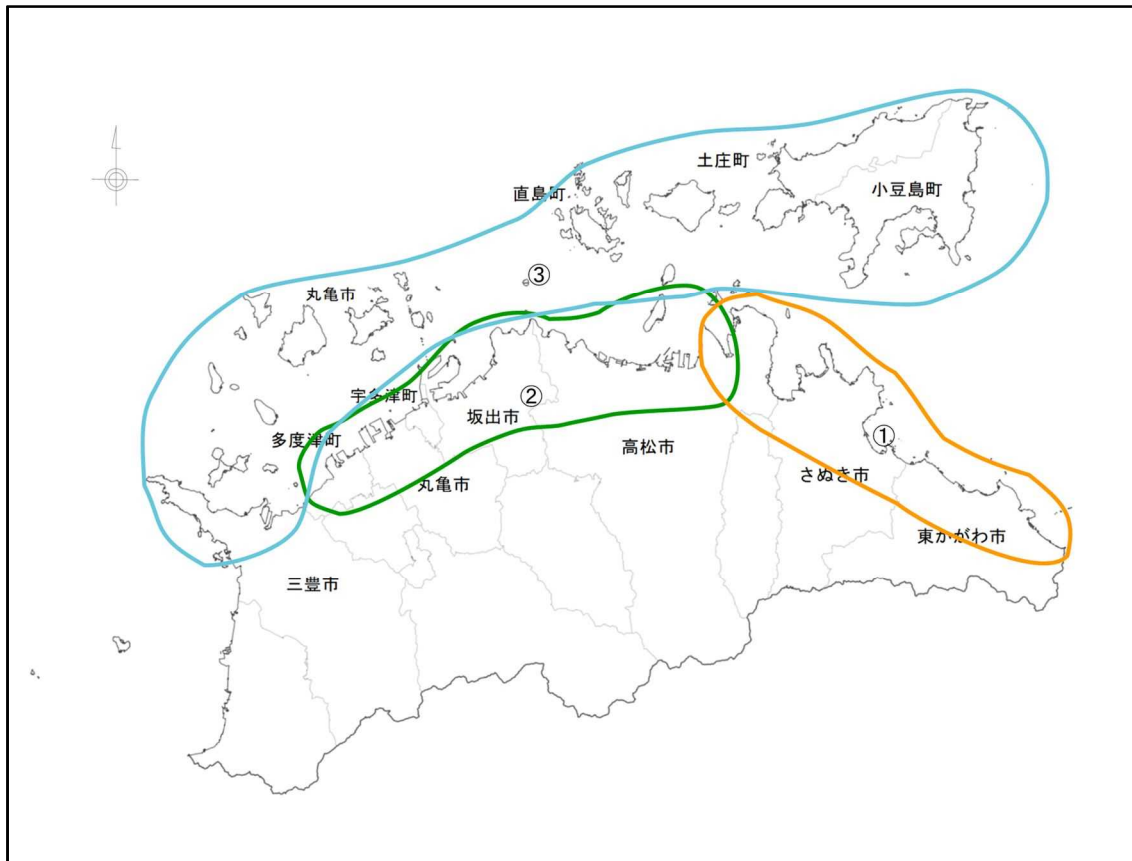 土庄町
小豆島町
直島町
③
丸亀市
宇多津町
②
坂出市
多度津町
高松市
①
さぬき市
丸亀市
東かがわ市
三豊市